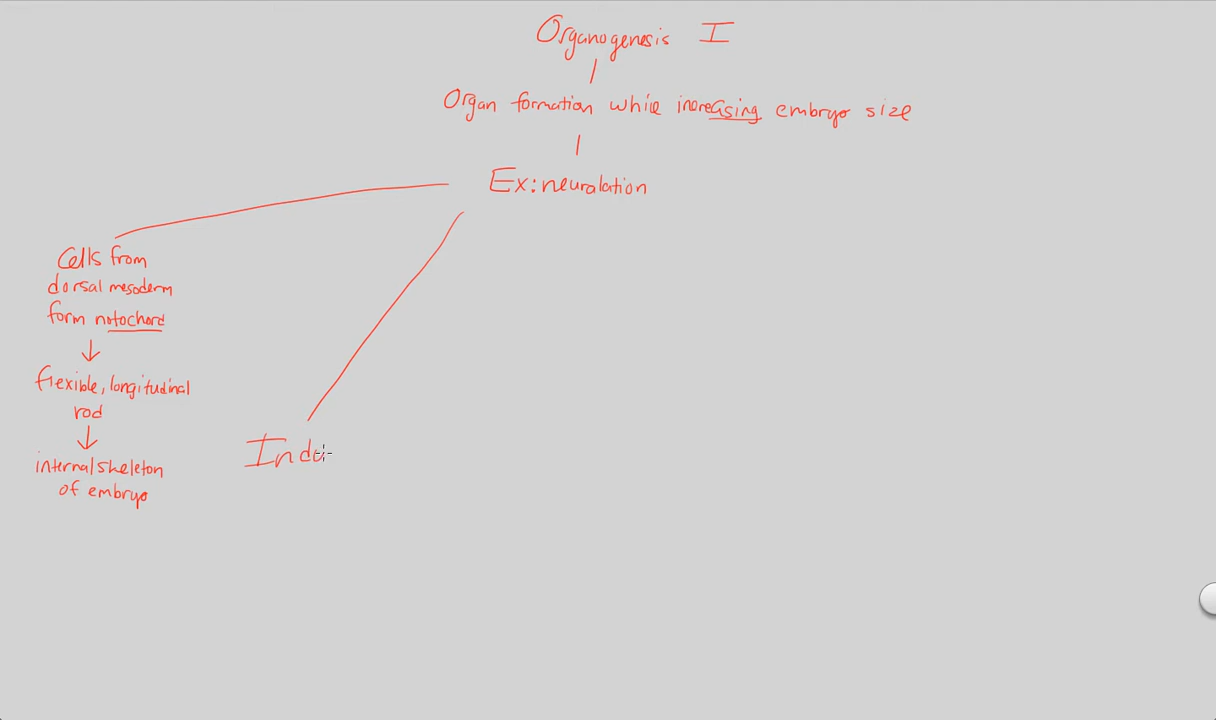 Organogenesis I
Organ formation while increasing embryo size
Ex: neuralation
Cells from
dorsal mesoderm
form notochord
flexible, longitudinal
rod
internal skeleton
of embryo
Indu